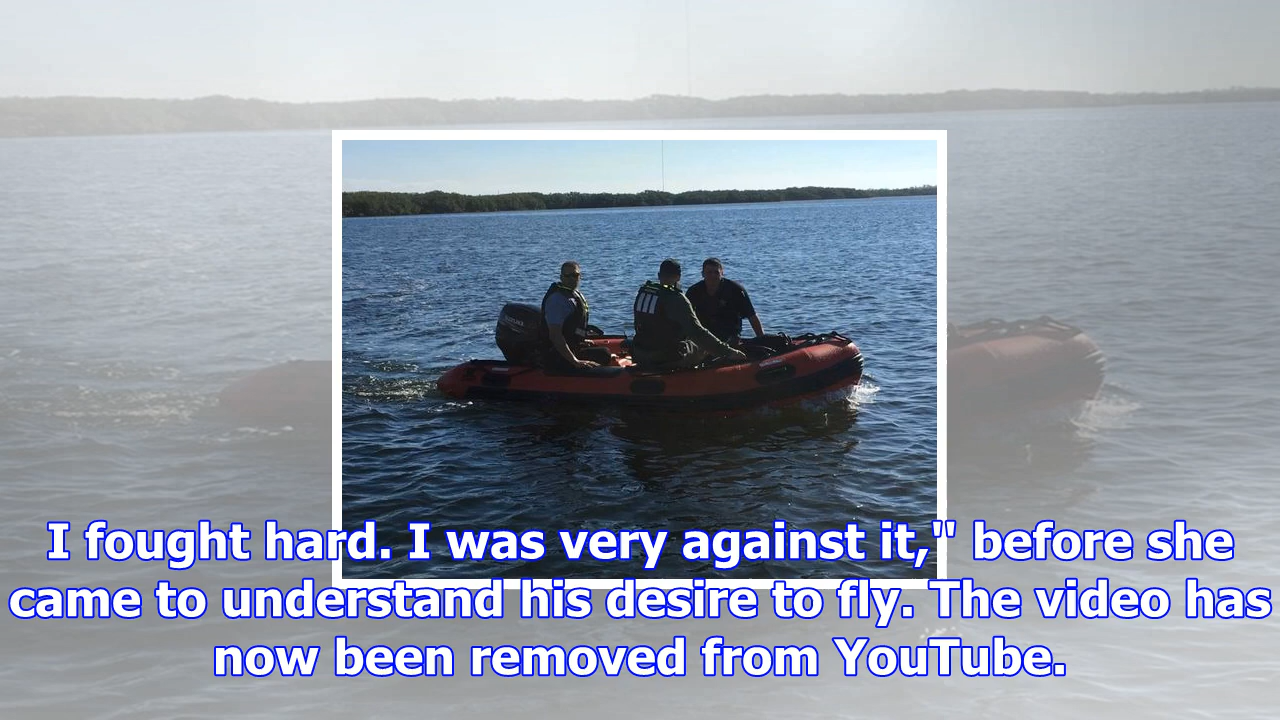 I fought hard. I was very against it," before she
came to understand his desire to fly. The video has
now been removed from YouTube.